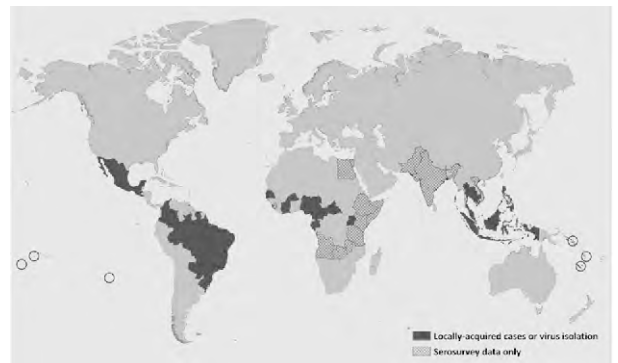 Locally-acquired cases or virus isolation
Serosurvey data only